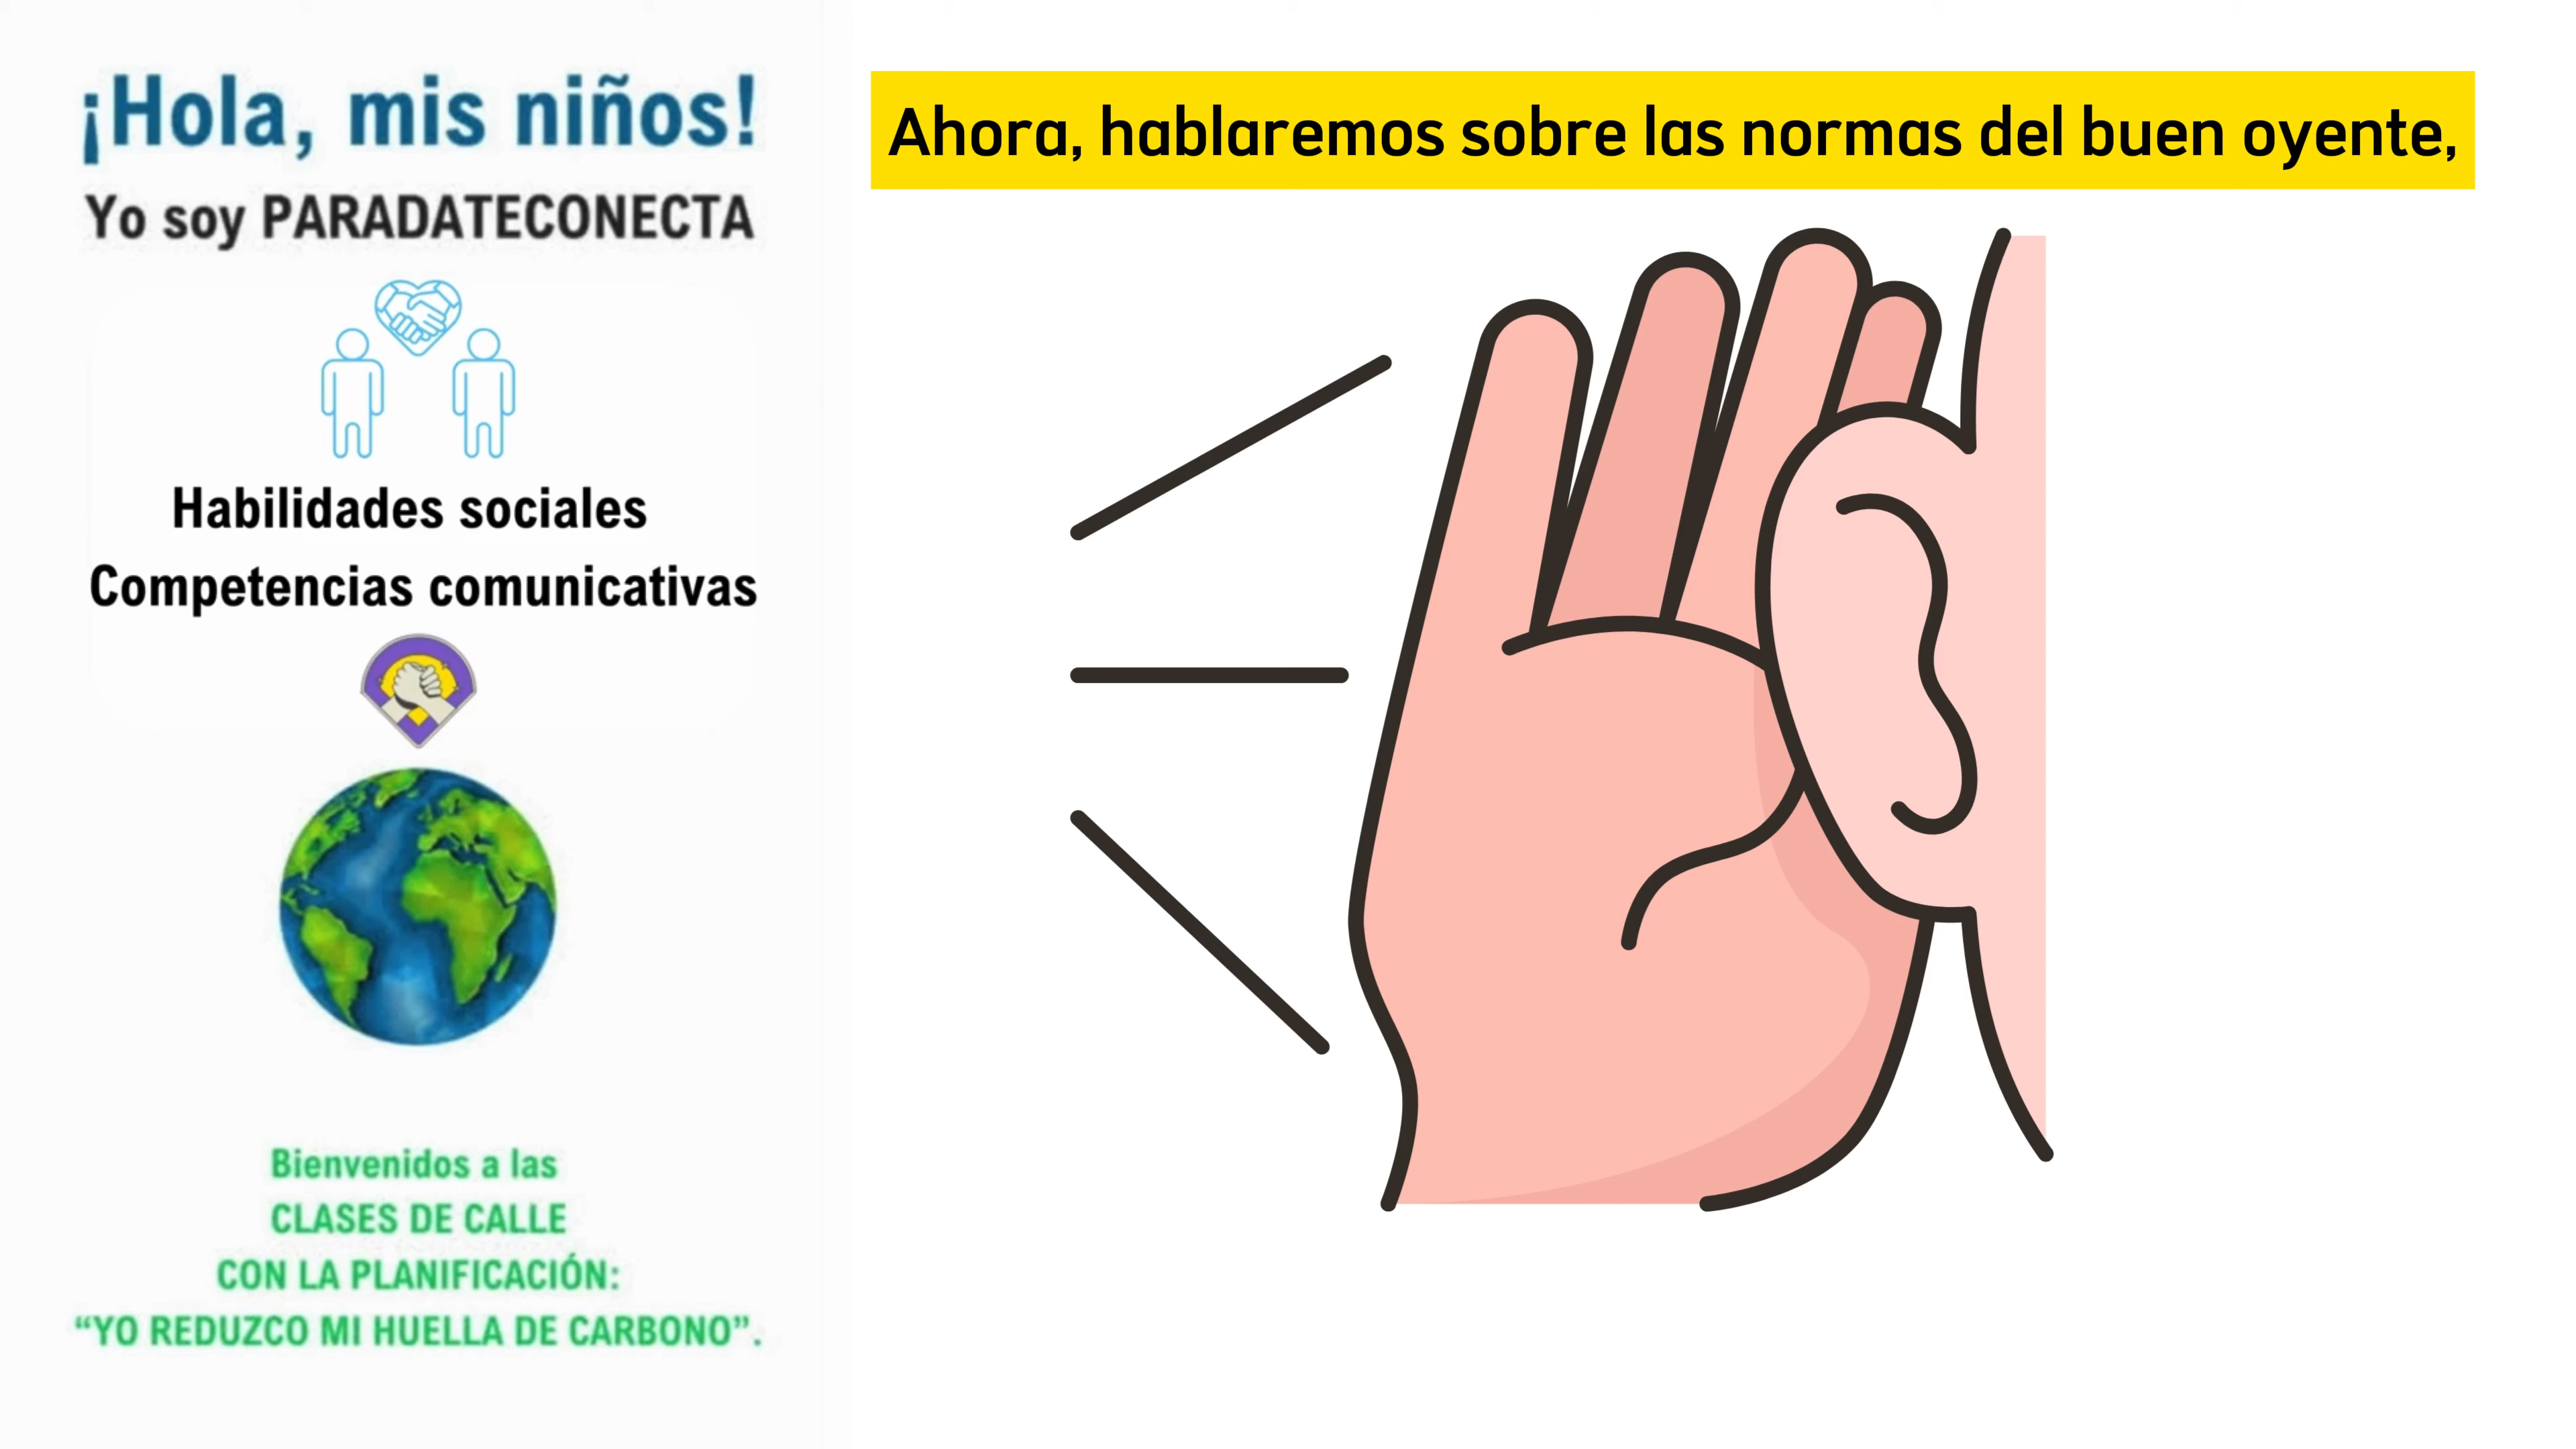 ¡Hola, mis niños!
Yo soy PARADATECONECTA
Habilidades sociales
Competencias comunicativas
Bienvenidos a las
CLASES DE CALLE
CON LA PLANIFICACIÓN:
“YO REDUZCO MI HUELLA DE CARBONO”.
Ahora, hablaremos sobre las normas del buen oyente,